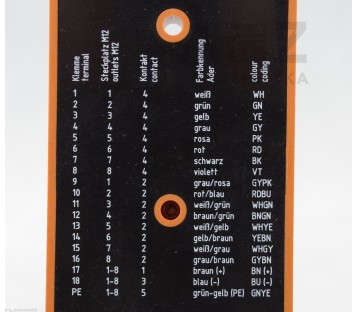 Klemme terminal Steckplatz M12 outlets M12 Kontakt contact Farbkennung Ader colour coding
1 1 4 weiß WH
2 2 4 grün GN
3 3 4 gelb YE
4 4 4 grau GY
5 5 4 rosa PK
6 6 4 rot RD
7 7 4 schwarz BK
8 8 4 violett VT
9 1 2 grau/rosa GYPK
10 2 2 rot/blau RDBU
11 3 2 weiß/grün WHGN
12 4 2 braun/grün BNGN
13 5 2 weiß/gelb WHYE
14 6 2 gelb/braun YEBN
15 7 2 weiß/grau WHGY
16 8 2 grau/braun GYBN
17 1-8 1 braun (+) BN (+)
18 1-8 3 blau (-) BU (-)
PE 1-8 5 grün-gelb (PE) GNYE